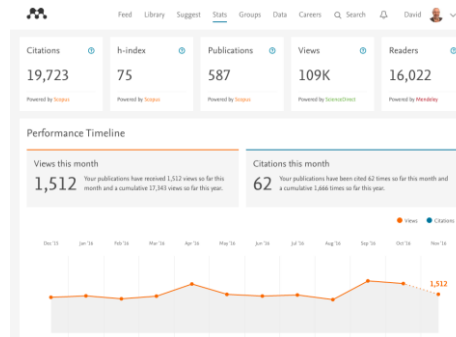 Feed Library Suggest Stats Groups Data Careers Search David
Citations
19,723
Powered by Scopus
h-index
75
Powered by Scopus
Publications
587
Powered by Scopus
Views
109K
Powered by ScienceDirect
Readers
16,022
Powered by Mendeley
Performance Timeline
Views this month
1,512
Your publications have received 1,512 views so far this
month and a cumulative 17,343 views so far this year.
Citations this month
62
Your publications have been cited 62 times so far this month and
a cumulative 1,666 times so far this year.
Views Citations
Dec '15 Jan '16 Feb '16 Mar '16 Apr '16 May '16 Jun '16 Jul '16 Aug '16 Sep '16 Oct '16 Nov '16
1,512